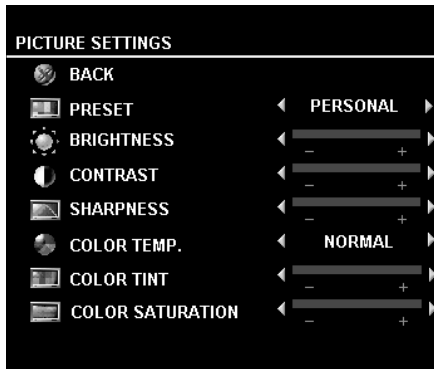 PICTURE SETTINGS
BACK
PRESET PERSONAL
BRIGHTNESS - +
CONTRAST - +
SHARPNESS - +
COLOR TEMP. NORMAL
COLOR TINT - +
COLOR SATURATION - +